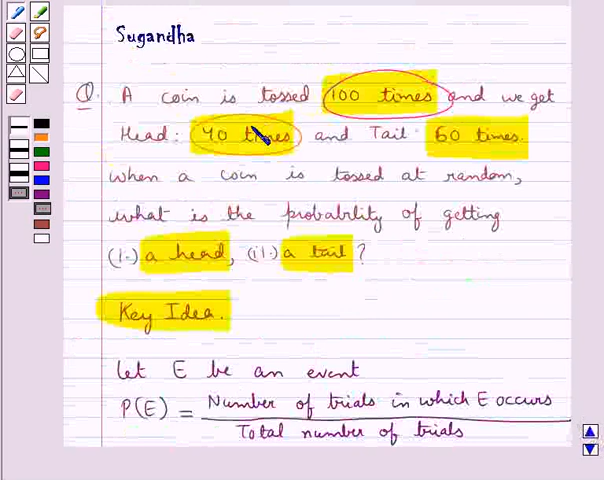 Sugandha
Q. A coin is tossed 100 times and we get
Head: 40 times and Tail 60 times.
when a coin is tossed at random,
what is the probability of getting
(i.) a head, (ii.) a tail?
Key Idea.
Let E be an event
P(E) = Number of trials in which E occurs
Total number of trials